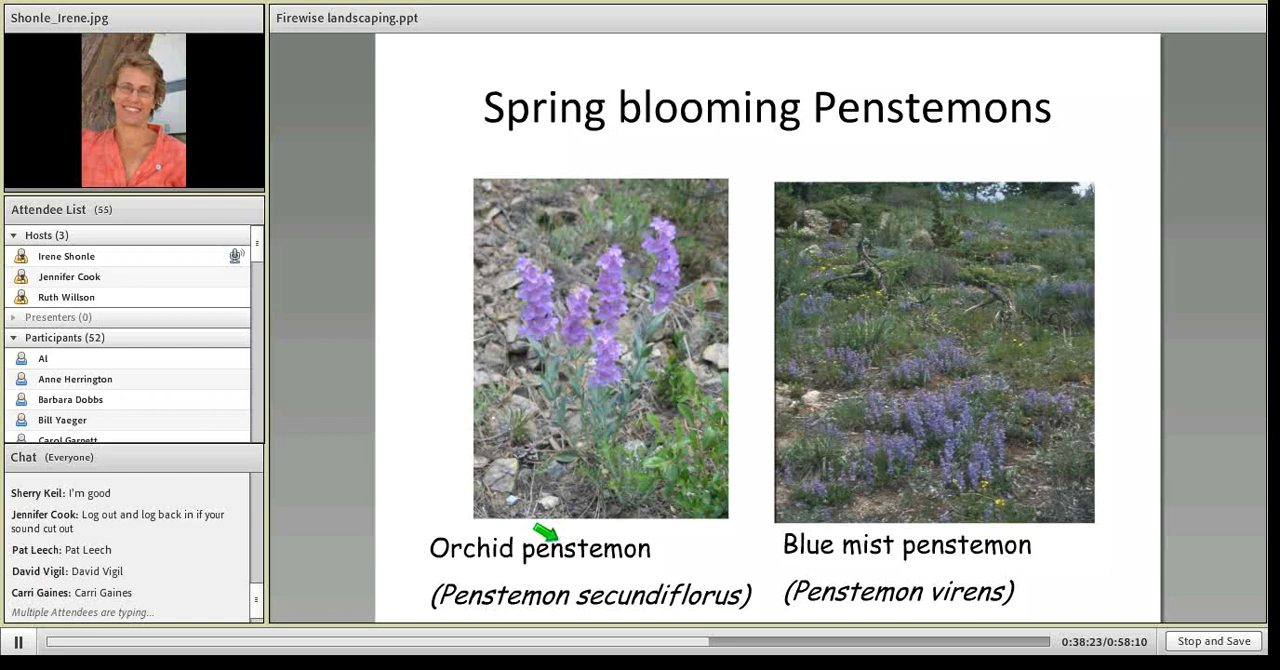 Shonle_Irene.jpg
Attendee List (55)
Hosts (3)
Irene Shonle
Jennifer Cook
Ruth Willson
Presenters (0)
Participants (52)
Al
Anne Herrington
Barbara Dobbs
Bill Yaeger
Carol Garnett
Chat (Everyone)
Sherry Keil: I'm good
Jennifer Cook: Log out and log back in if your
sound cut out
Pat Leech: Pat Leech
David Vigil: David Vigil
Carri Gaines: Carri Gaines
Multiple Attendees are typing...
Firewise landscaping.ppt
Spring blooming Penstemons
Orchid penstemon
(Penstemon secundiflorus)
Blue mist penstemon
(Penstemon virens)
0:38:23/0:58:10
Stop and Save